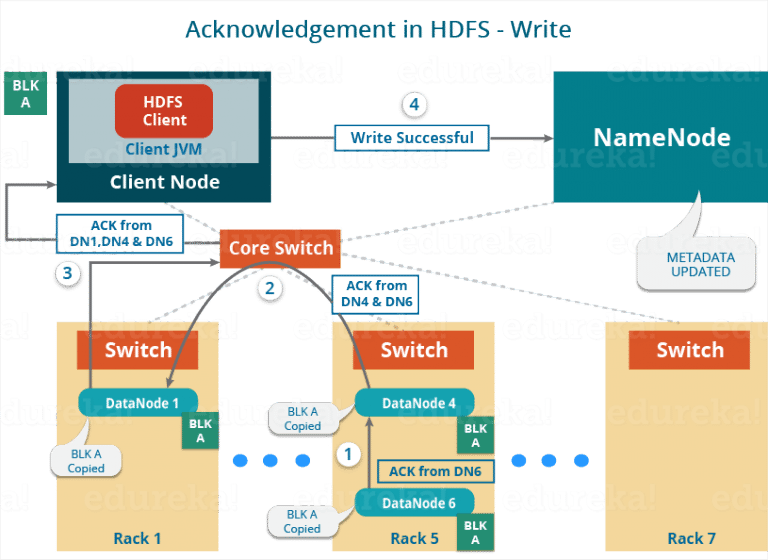 Acknowledgement in HDFS - Write
BLK
A
HDFS
Client
Client JVM
Client Node
4
Write Successful
NameNode
METADATA
UPDATED
ACK from
DN1,DN4 & DN6
Core Switch
3
2
ACK from
DN4 & DN6
Switch
Switch
Switch
DataNode 1
BLK
A
BLK A
Copied
DataNode 4
BLK A
Copied
BLK
A
1
ACK from DN6
DataNode 6
BLK A
Copied
BLK
A
Rack 1
Rack 5
Rack 7
edureka!